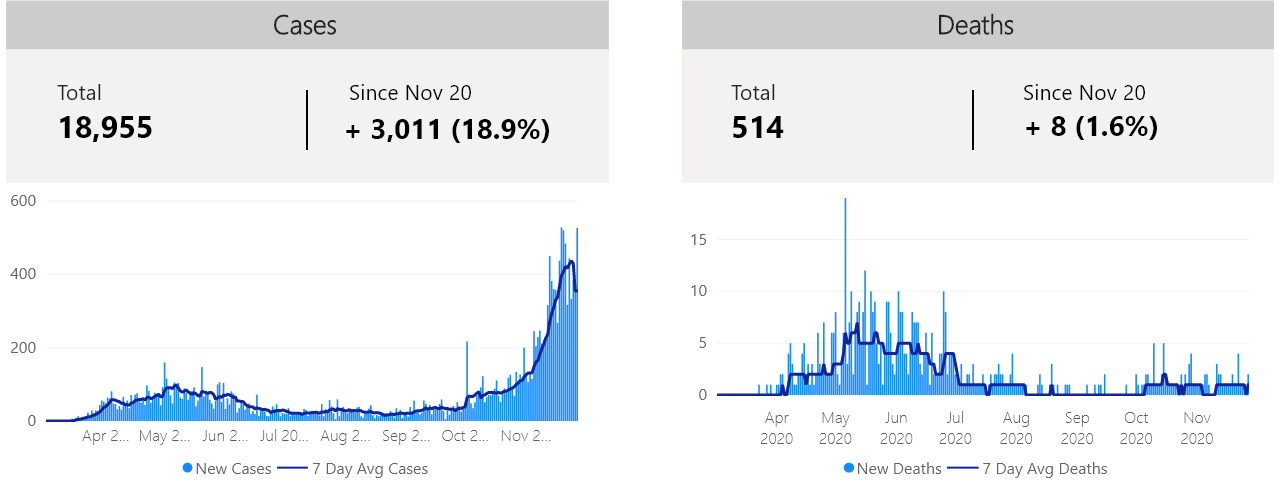 Cases
Total
Since Nov 20
18,955
+ 3,011 (18.9%)
600
400
200
0
Apr 2... May 2... Jun 2... Jul 20... Aug 2... Sep 2... Oct 2... Nov 2...
New Cases 7 Day Avg Cases
Deaths
Total
Since Nov 20
514
+ 8 (1.6%)
15
10
5
0
Apr May Jun Jul Aug Sep Oct Nov
2020 2020 2020 2020 2020 2020 2020 2020
New Deaths 7 Day Avg Deaths